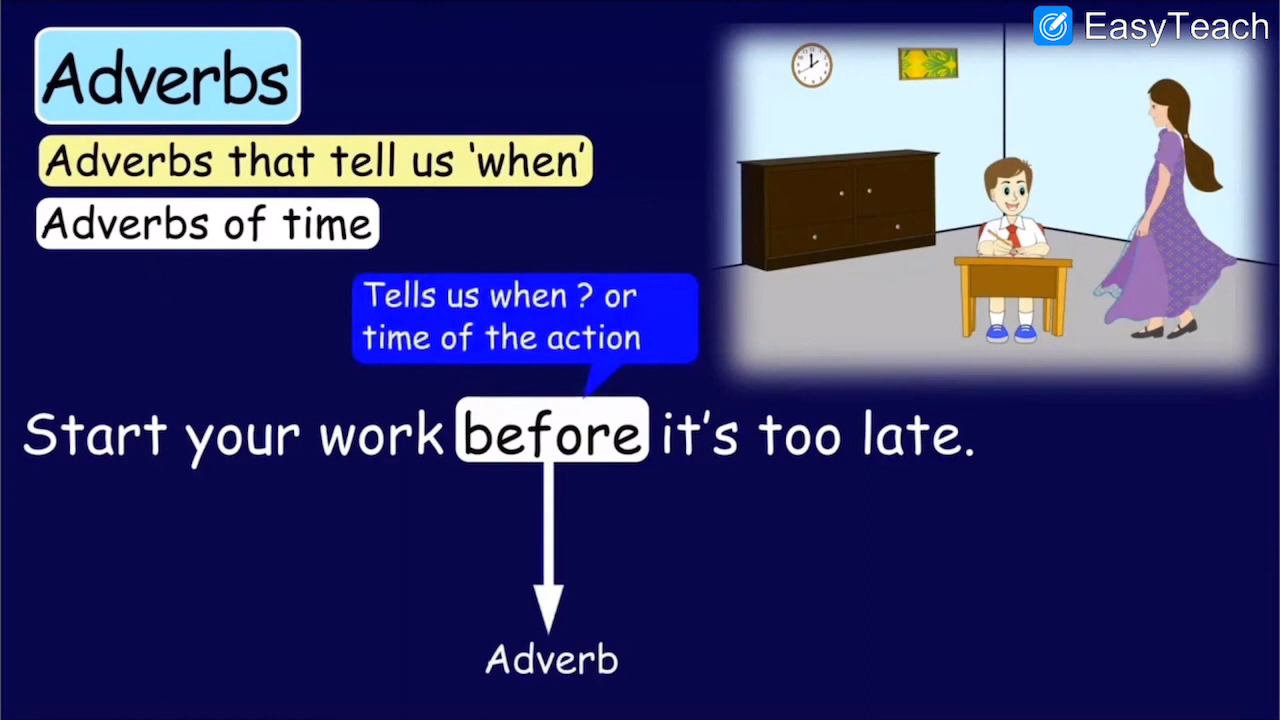 EasyTeach
Adverbs
Adverbs that tell us ‘when’
Adverbs of time
Tells us when ? or
time of the action
Start your work before it’s too late.
Adverb